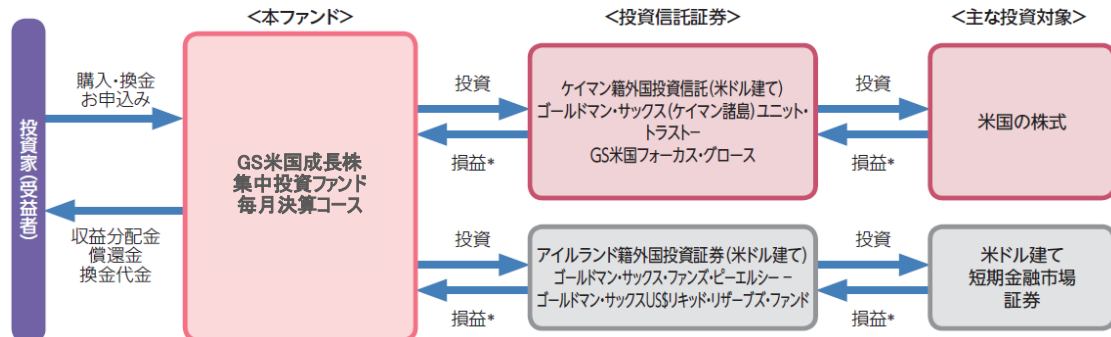 <本ファンド>
<投資信託証券>
<主な投資対象>
投資家(受益者)
購入・換金
お申込み
収益分配金
償還金
換金代金
GS米国成長株
集中投資ファンド
毎月決算コース
投資
損益*
ケイマン籍外国投資信託(米ドル建て)
ゴールドマン・サックス(ケイマン諸島)ユニット・
トラストー
GS米国フォーカス・グロース
投資
損益*
米国の株式
投資
損益*
アイルランド籍外国投資証券(米ドル建て)
ゴールドマン・サックス・ファンズ・ピーエルシー −
ゴールドマン・サックスUS$リキッド・リザーブズ・ファンド
投資
損益*
米ドル建て
短期金融市場
証券